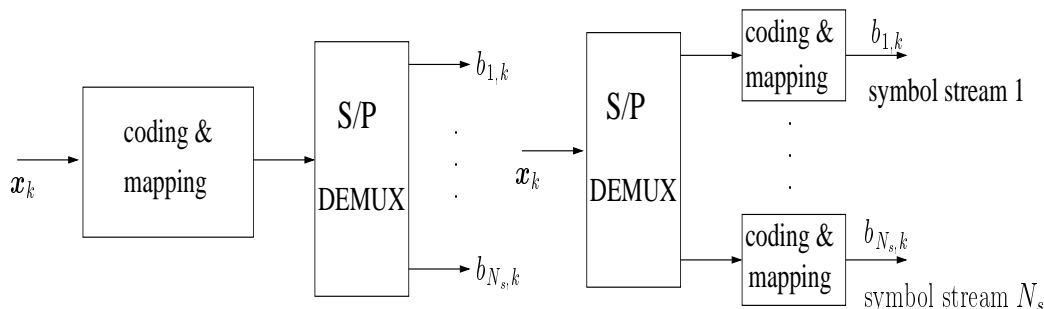 coding &
mapping
x_k
S/P
DEMUX
b_{1,k}
b_{N_s,k}
x_k
S/P
DEMUX
coding &
mapping
b_{1,k}
symbol stream 1
coding &
mapping
b_{N_s,k}
symbol stream N_s